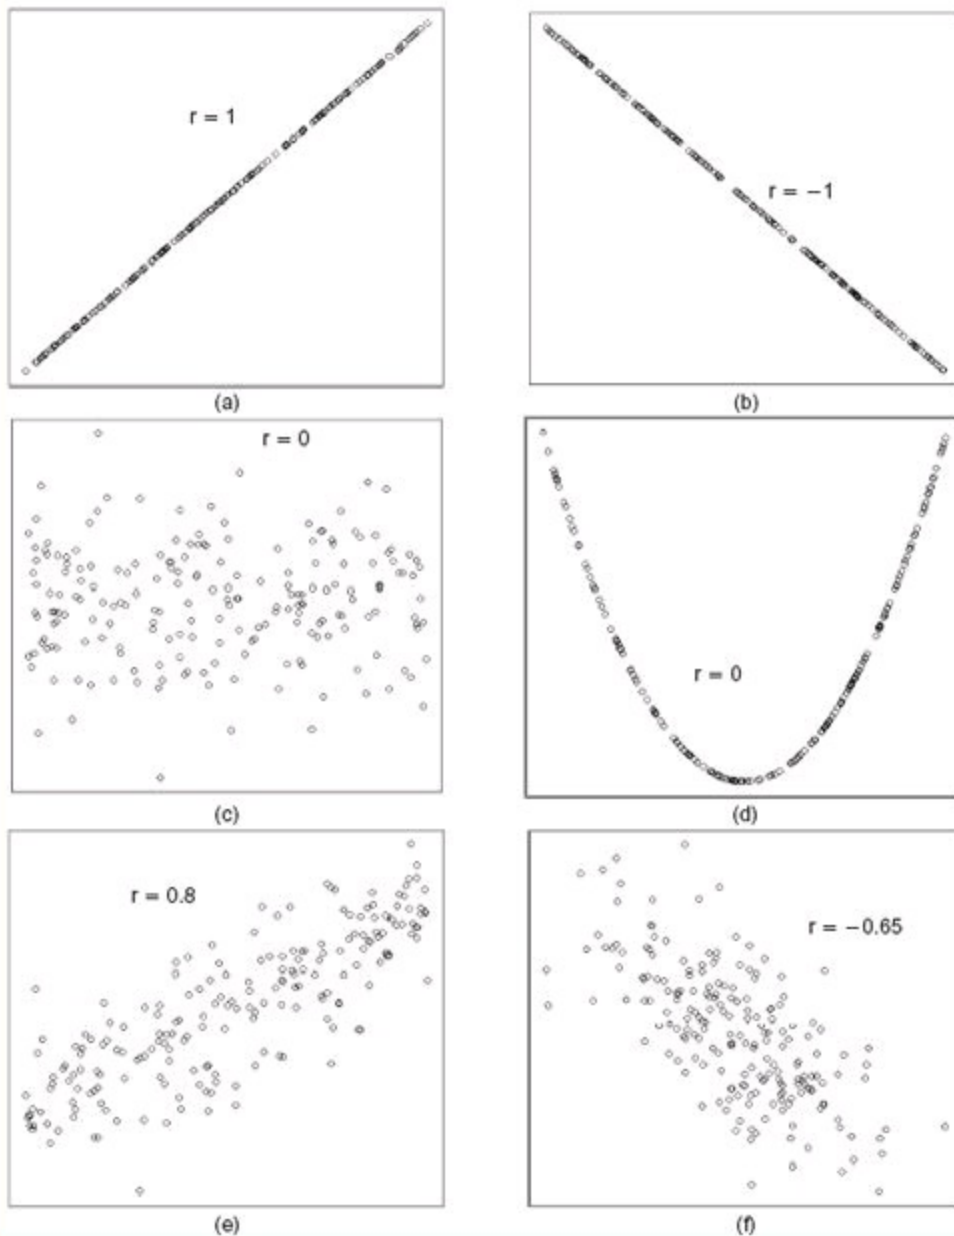 r = 1
r = −1
(a)
(b)
r = 0
r = 0
(c)
(d)
r = 0.8
r = −0.65
(e)
(f)